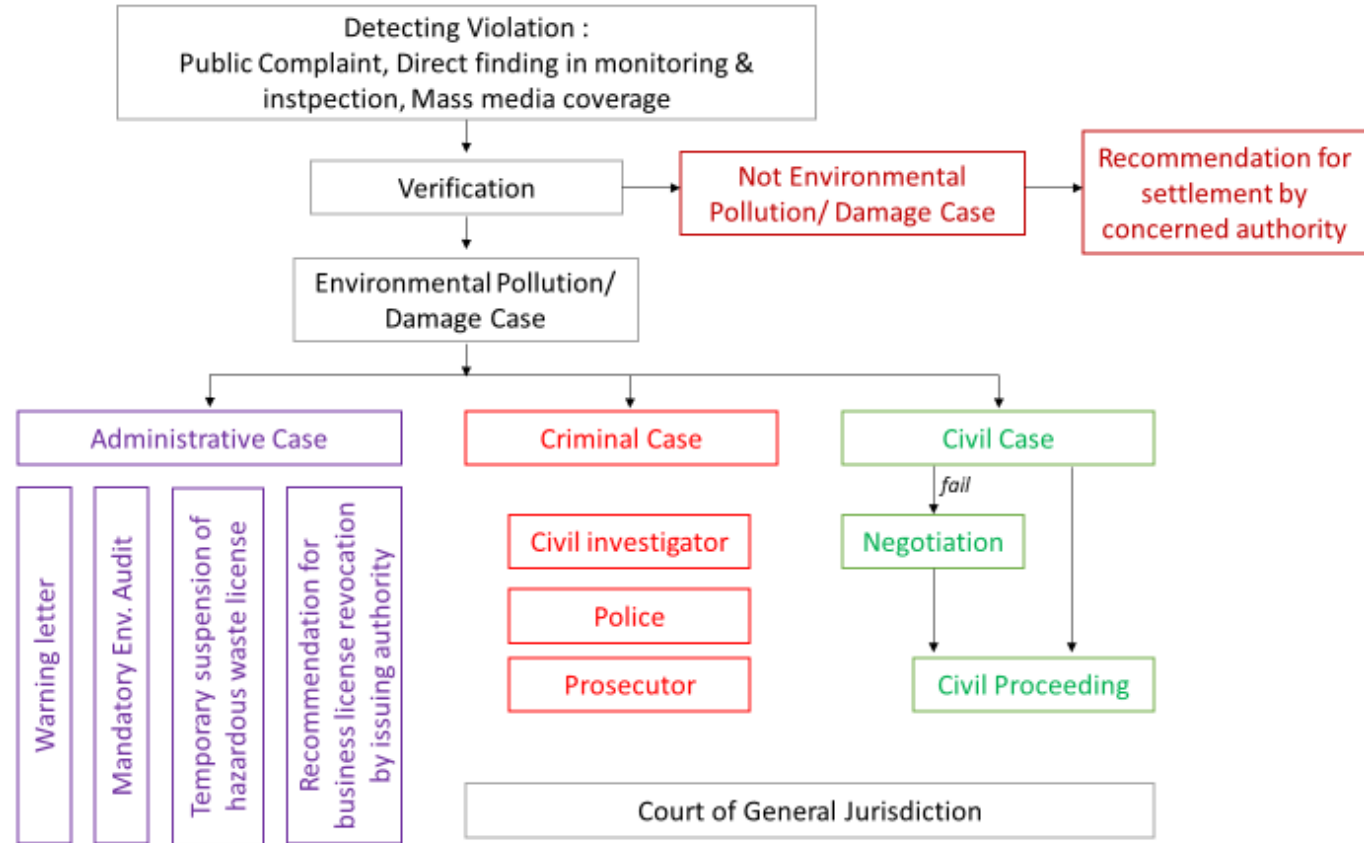 Detecting Violation :
Public Complaint, Direct finding in monitoring &
instpection, Mass media coverage
Verification
Not Environmental
Pollution/ Damage Case
Recommendation for
settlement by
concerned authority
Environmental Pollution/
Damage Case
Administrative Case
Criminal Case
Civil Case
Warning letter
Mandatory Env. Audit
Temporary suspension of
hazardous waste license
Recommendation for
business license revocation
by issuing authority
Civil investigator
Police
Prosecutor
fail
Negotiation
Civil Proceeding
Court of General Jurisdiction